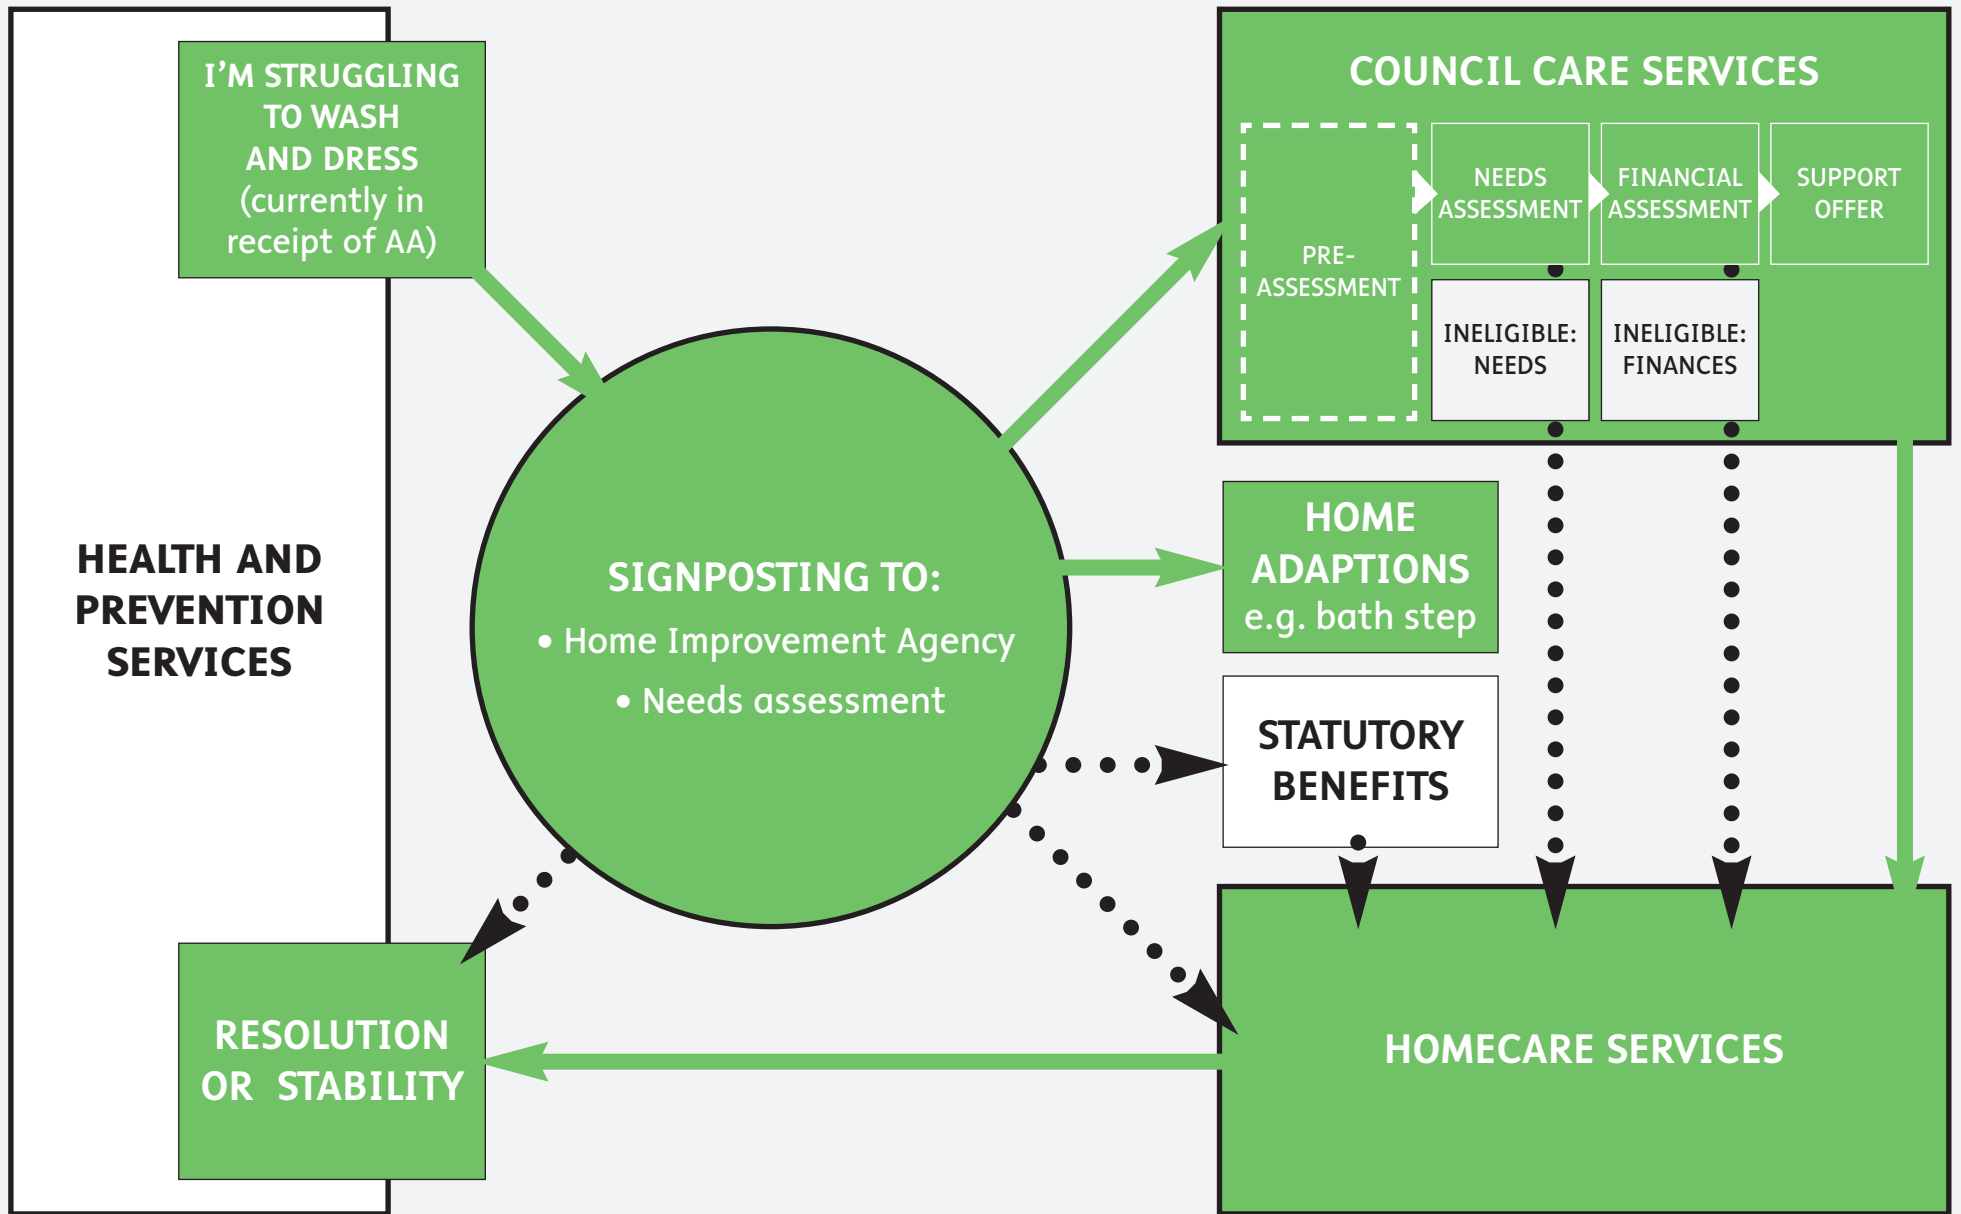 I’M STRUGGLING
TO WASH
AND DRESS
(currently in
receipt of AA)
HEALTH AND
PREVENTION
SERVICES
SIGNPOSTING TO:
• Home Improvement Agency
• Needs assessment
COUNCIL CARE SERVICES
PRE-
ASSESSMENT
NEEDS
ASSESSMENT
FINANCIAL
ASSESSMENT
SUPPORT
OFFER
INELIGIBLE:
NEEDS
INELIGIBLE:
FINANCES
HOME
ADAPTIONS
e.g. bath step
STATUTORY
BENEFITS
RESOLUTION
OR STABILITY
HOMECARE SERVICES